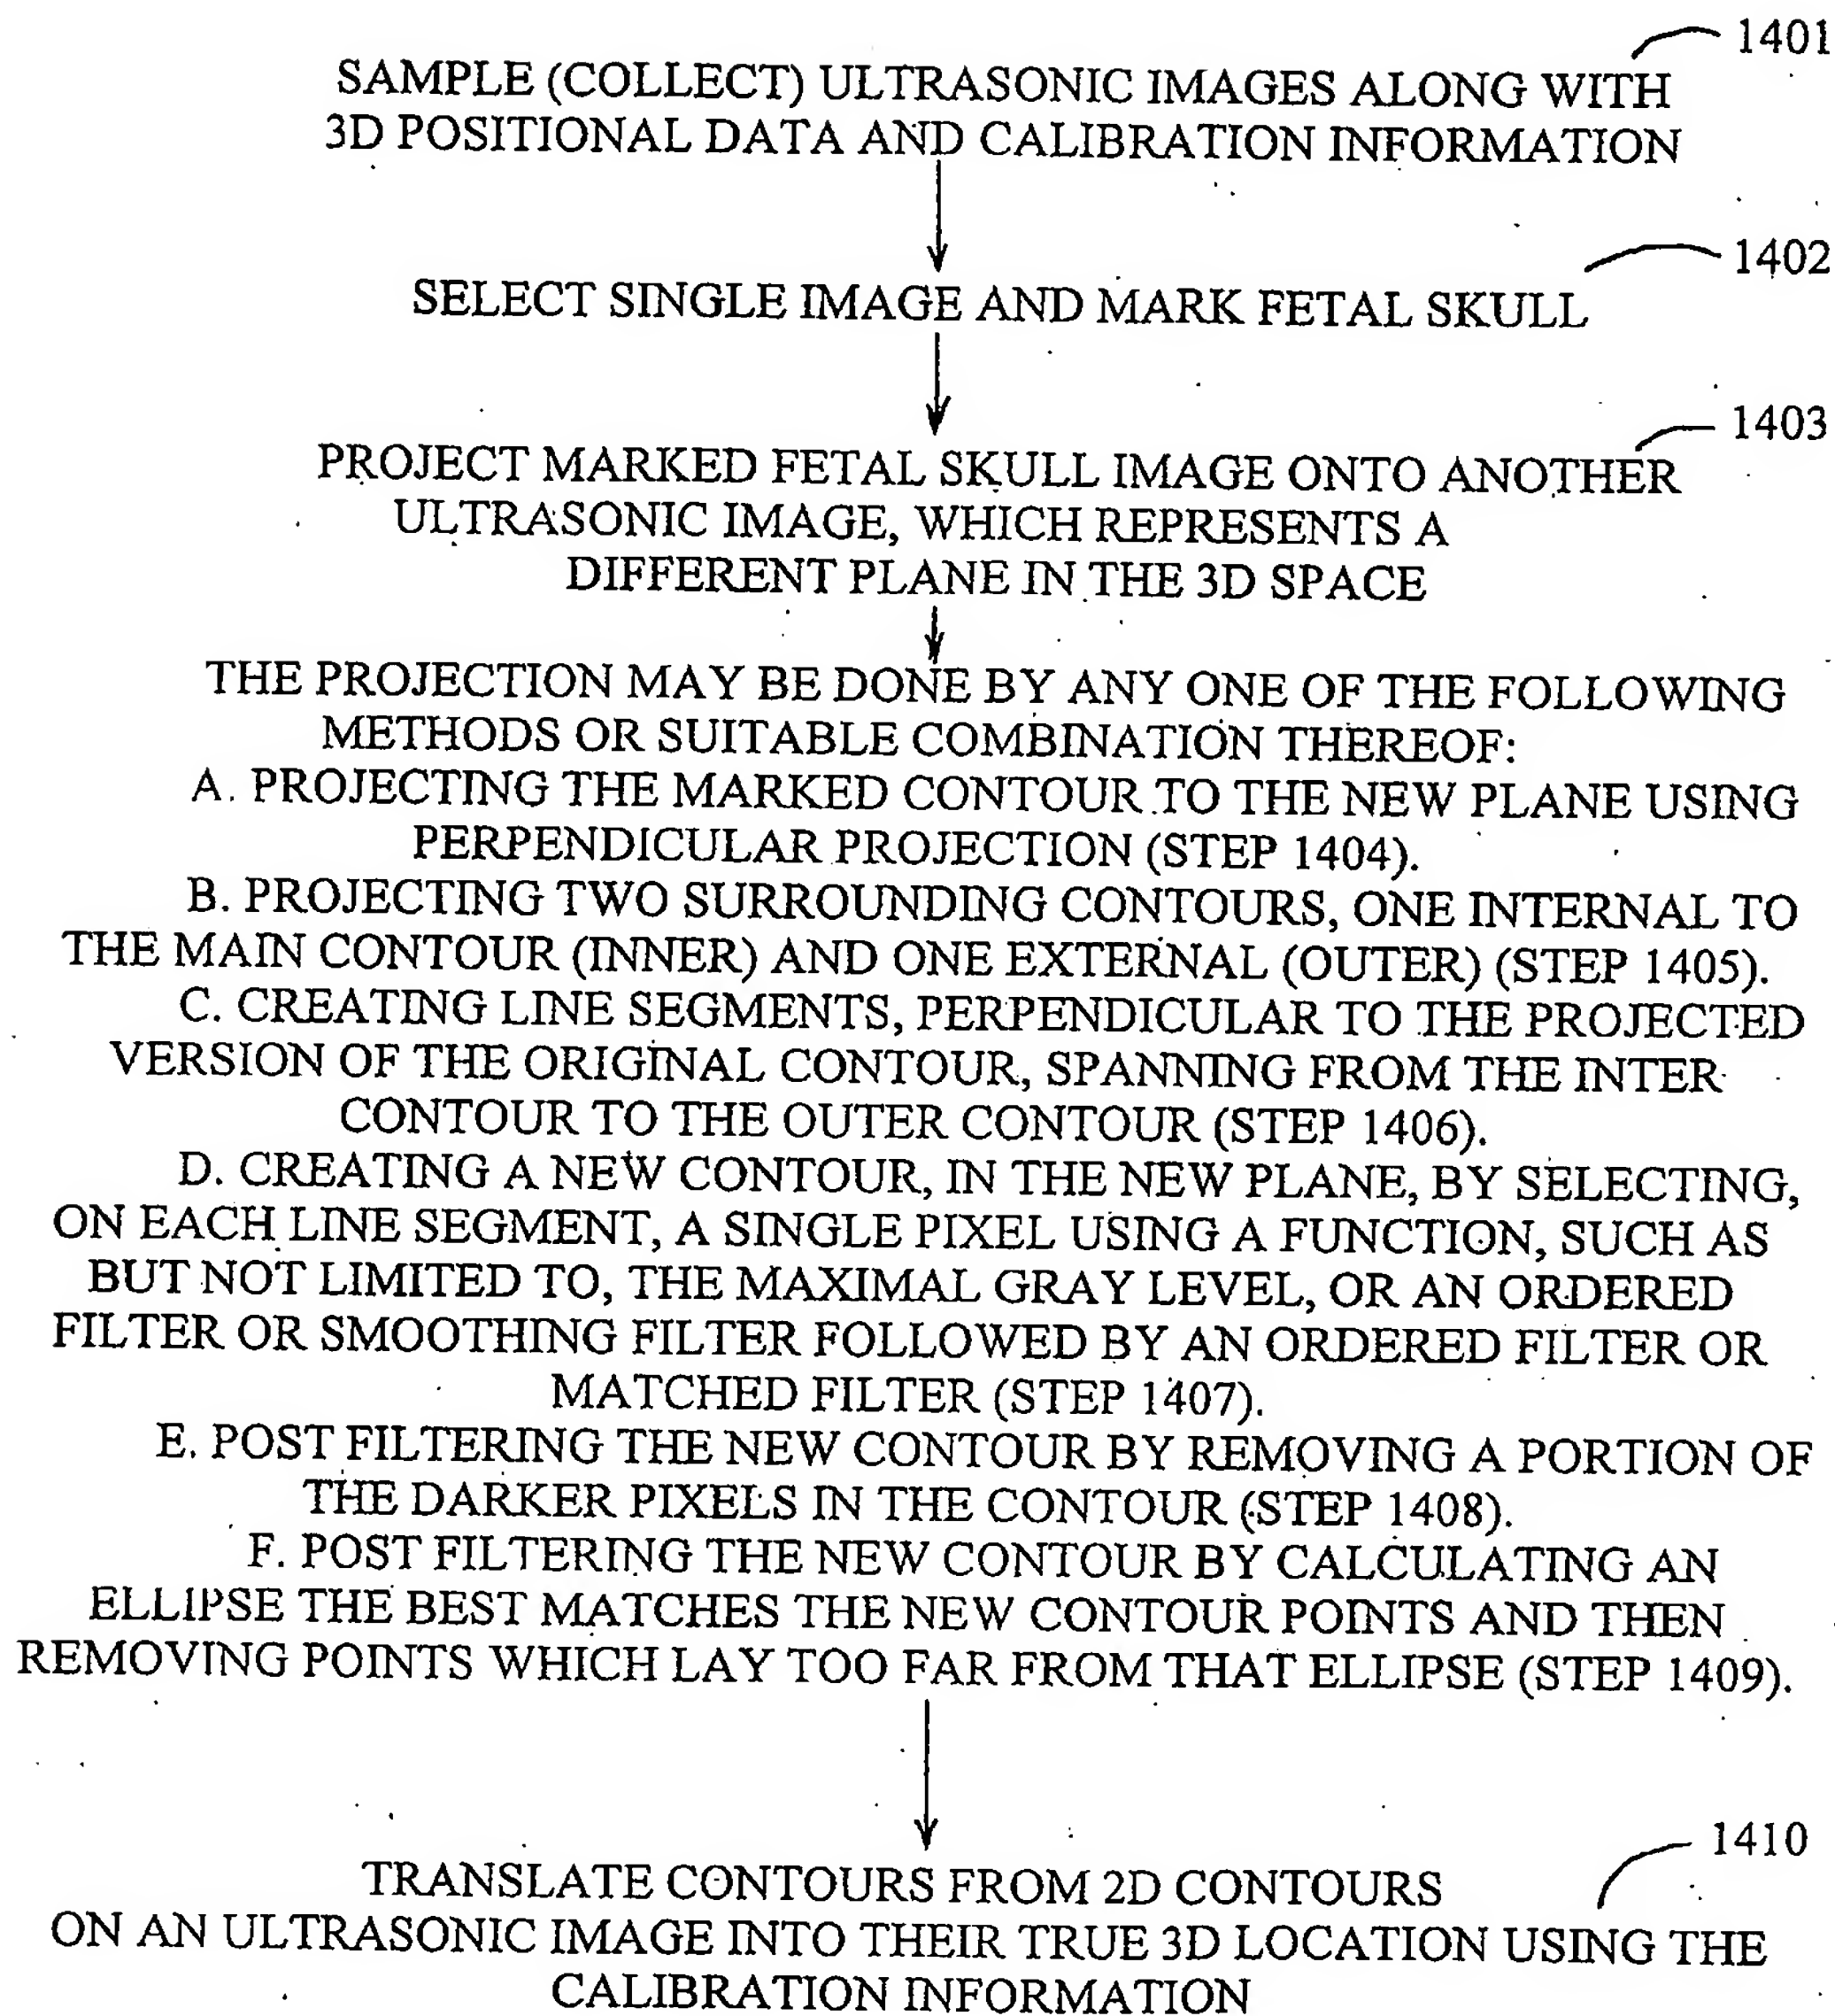 1401
SAMPLE (COLLECT) ULTRASONIC IMAGES ALONG WITH
3D POSITIONAL DATA AND CALIBRATION INFORMATION
1402
SELECT SINGLE IMAGE AND MARK FETAL SKULL
1403
PROJECT MARKED FETAL SKULL IMAGE ONTO ANOTHER
ULTRASONIC IMAGE, WHICH REPRESENTS A
DIFFERENT PLANE IN THE 3D SPACE
THE PROJECTION MAY BE DONE BY ANY ONE OF THE FOLLOWING
METHODS OR SUITABLE COMBINATION THEREOF:
A. PROJECTING THE MARKED CONTOUR TO THE NEW PLANE USING
PERPENDICULAR PROJECTION (STEP 1404).
B. PROJECTING TWO SURROUNDING CONTOURS, ONE INTERNAL TO
THE MAIN CONTOUR (INNER) AND ONE EXTERNAL (OUTER) (STEP 1405).
C. CREATING LINE SEGMENTS, PERPENDICULAR TO THE PROJECTED
VERSION OF THE ORIGINAL CONTOUR, SPANNING FROM THE INTER
CONTOUR TO THE OUTER CONTOUR (STEP 1406).
D. CREATING A NEW CONTOUR, IN THE NEW PLANE, BY SELECTING,
ON EACH LINE SEGMENT, A SINGLE PIXEL USING A FUNCTION, SUCH AS
BUT NOT LIMITED TO, THE MAXIMAL GRAY LEVEL, OR AN ORDERED
FILTER OR SMOOTHING FILTER FOLLOWED BY AN ORDERED FILTER OR
MATCHED FILTER (STEP 1407).
E. POST FILTERING THE NEW CONTOUR BY REMOVING A PORTION OF
THE DARKER PIXELS IN THE CONTOUR (STEP 1408).
F. POST FILTERING THE NEW CONTOUR BY CALCULATING AN
ELLIPSE THE BEST MATCHES THE NEW CONTOUR POINTS AND THEN
REMOVING POINTS WHICH LAY TOO FAR FROM THAT ELLIPSE (STEP 1409).
1410
TRANSLATE CONTOURS FROM 2D CONTOURS
ON AN ULTRASONIC IMAGE INTO THEIR TRUE 3D LOCATION USING THE
CALIBRATION INFORMATION